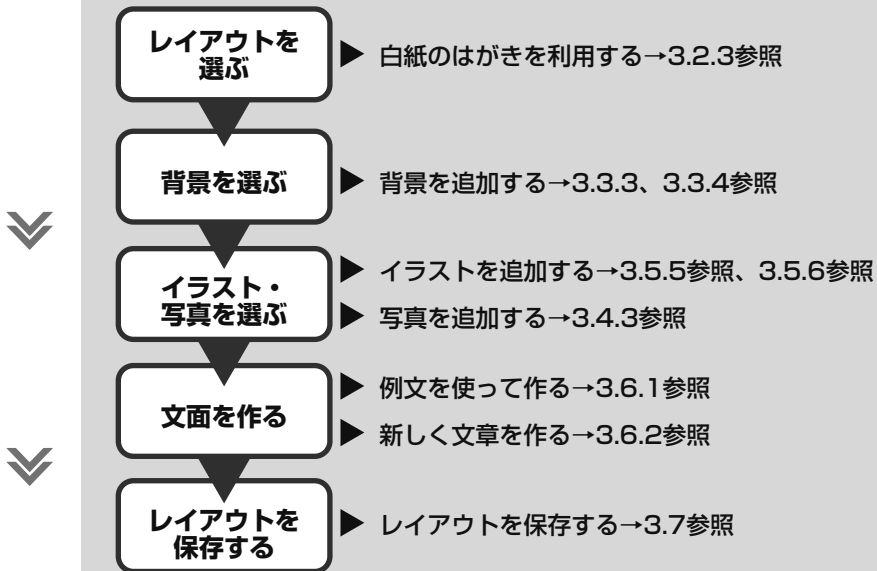 レイアウトを
選ぶ
▶ 白紙のはがきを利用する→3.2.3参照
背景を選ぶ
▶ 背景を追加する→3.3.3、3.3.4参照
イラスト・
写真を選ぶ
▶ イラストを追加する→3.5.5参照、3.5.6参照
▶ 写真を追加する→3.4.3参照
文面を作る
▶ 例文を使って作る→3.6.1参照
▶ 新しく文章を作る→3.6.2参照
レイアウトを
保存する
▶ レイアウトを保存する→3.7参照